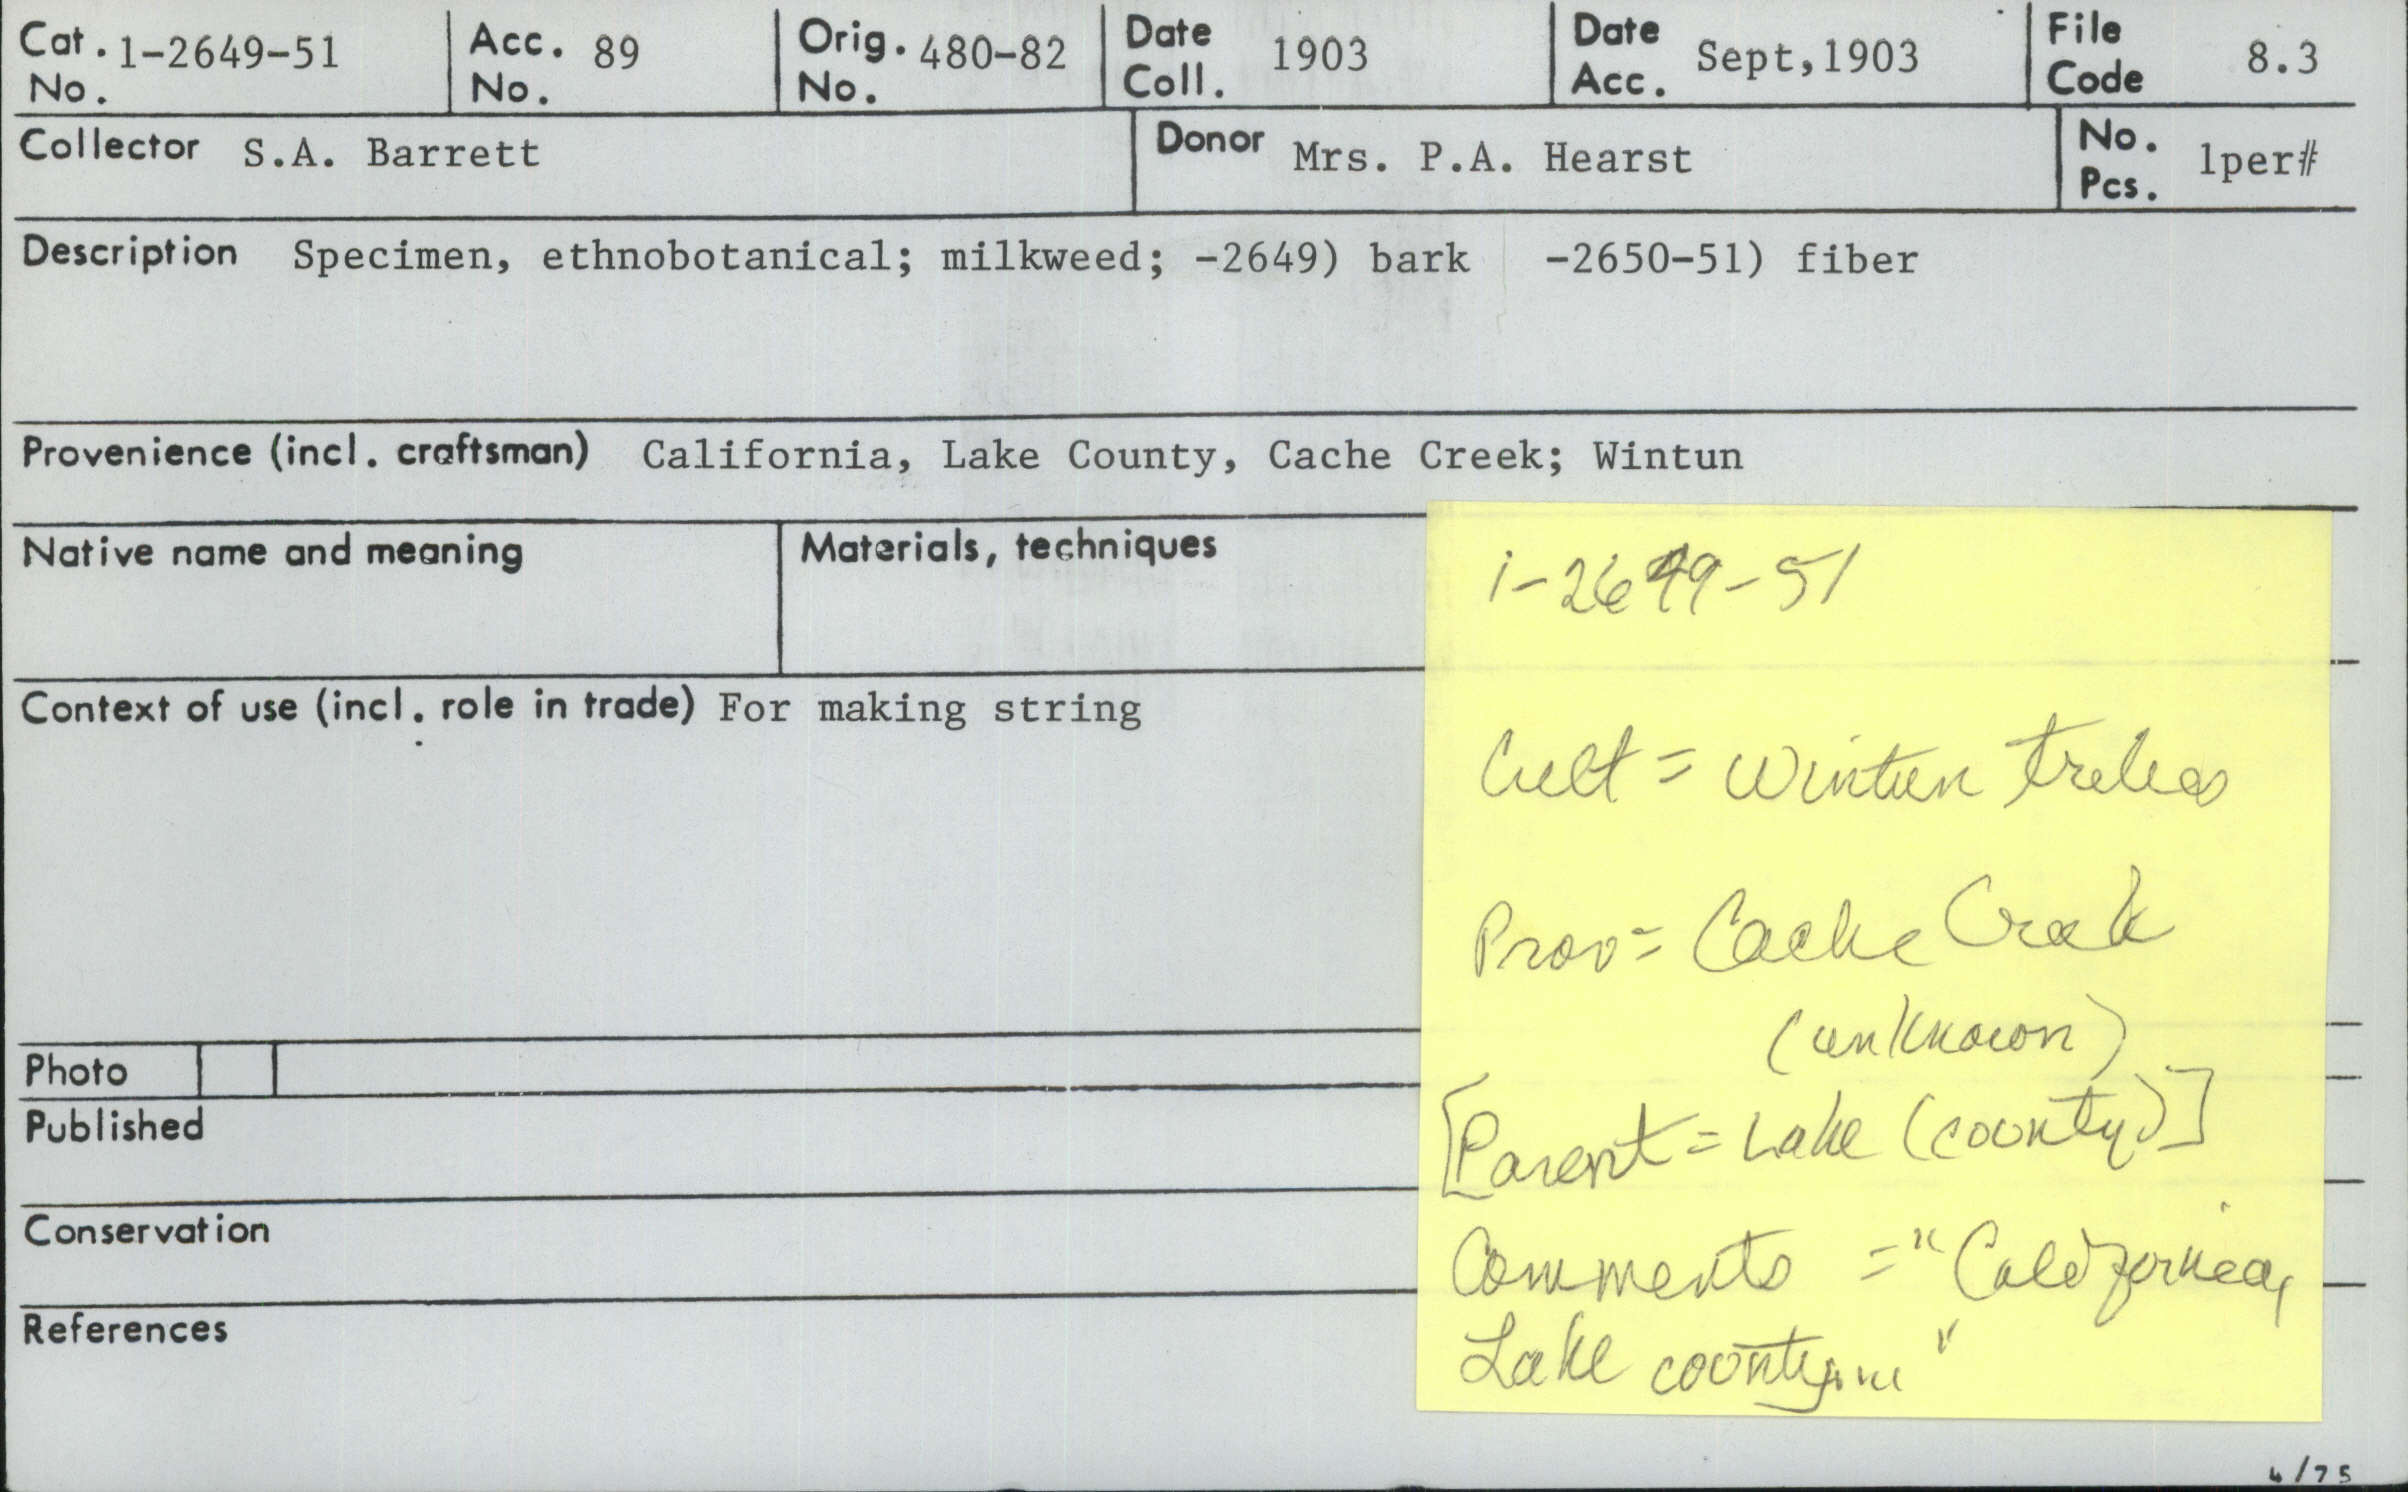 Cat. No. 1-2649-51 Acc. No. 89 Orig. No. 480-82 Date Coll. 1903 Date Acc. Sept,1903 File Code 8.3
Collector S.A. Barrett Donor Mrs. P.A. Hearst No. Pcs. 1per#
Description Specimen, ethnobotanical; milkweed; -2649) bark -2650-51) fiber
Provenience (incl. craftsman) California, Lake County, Cache Creek; Wintun
Native name and meaning Materials, techniques
Context of use (incl. role in trade) For making string
Photo
Published
Conservation
References
1-2649-51
Cult = Wintun tribes
Prov = Cache Creek
(unknown)
[Parent = Lake (county)]
Comments = "California,
Lake county"
4/75